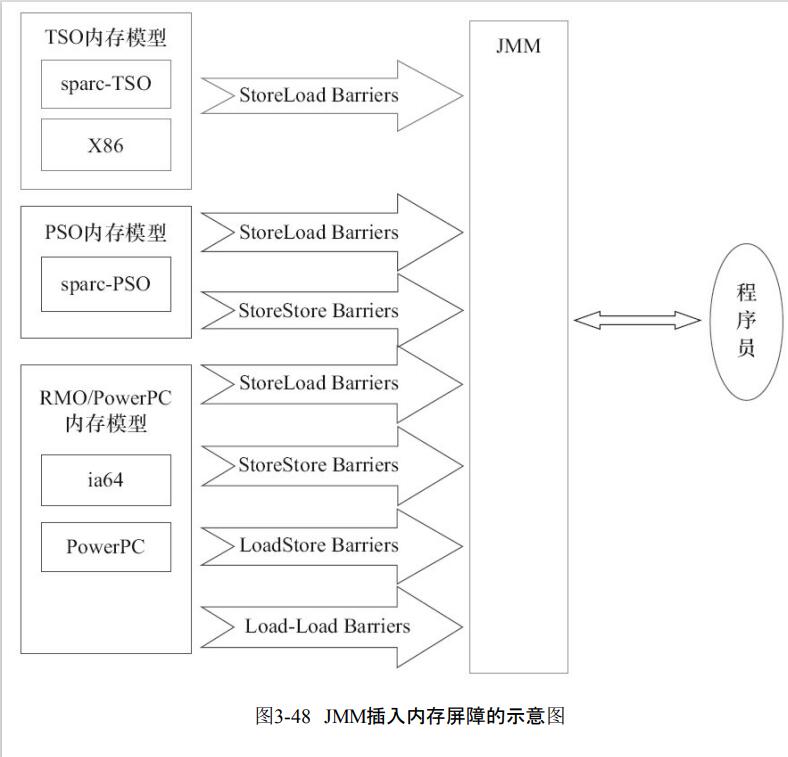 TSO内存模型
sparc-TSO
X86
StoreLoad Barriers
PSO内存模型
sparc-PSO
StoreLoad Barriers
StoreStore Barriers
RMO/PowerPC
内存模型
ia64
PowerPC
StoreLoad Barriers
StoreStore Barriers
LoadStore Barriers
Load-Load Barriers
JMM
程
序
员
图3-48 JMM插入内存屏障的示意图